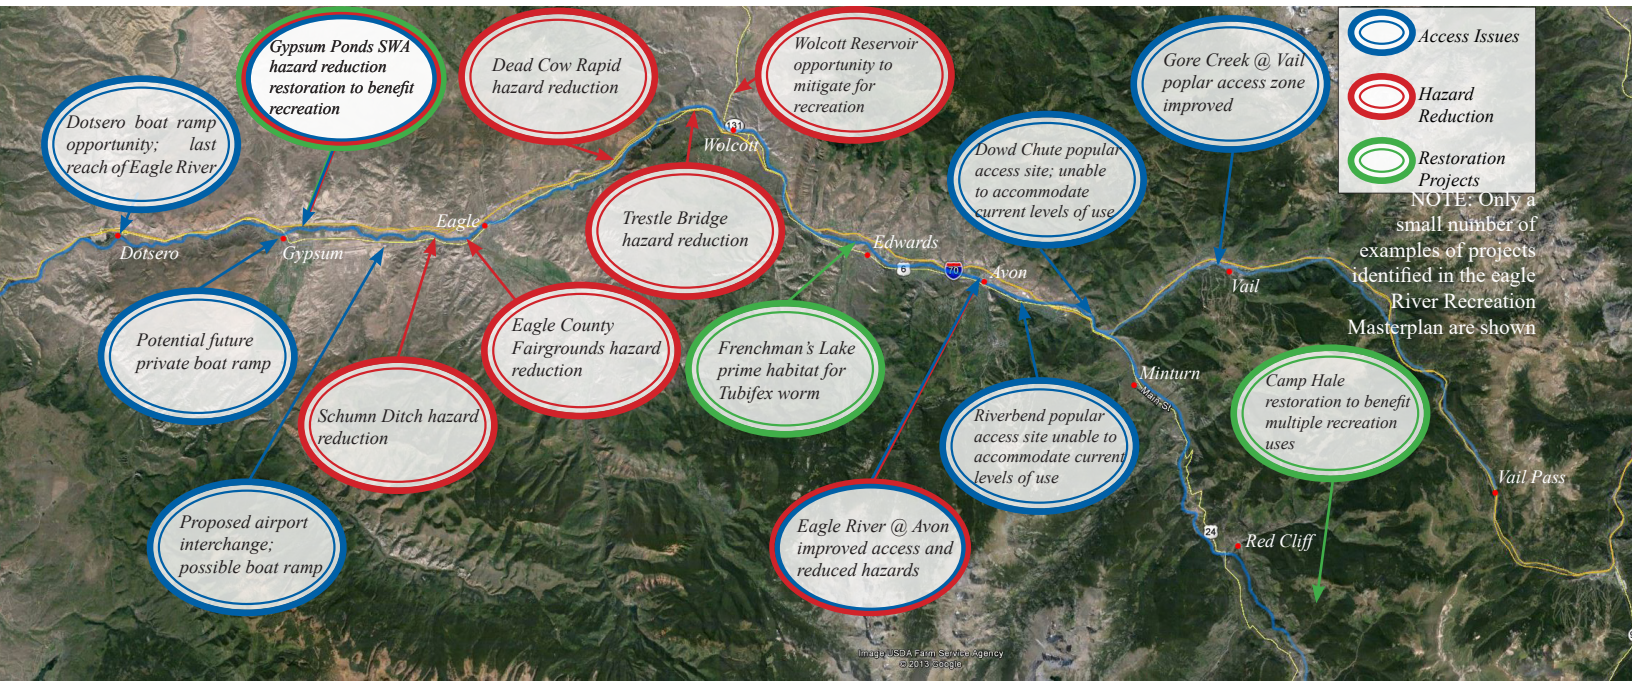 Gypsum Ponds SWA
hazard reduction
restoration to benefit
recreation
Dead Cow Rapid
hazard reduction
Wolcott Reservoir
opportunity to
mitigate for
recreation
Gore Creek @ Vail
poplar access zone
improved
Access Issues
Hazard
Reduction
Restoration
Projects
NOTE: Only a
small number of
examples of projects
identified in the eagle
River Recreation
Masterplan are shown
Dotsero boat ramp
opportunity; last
reach of Eagle River
131
Wolcott
Dowd Chute popular
access site; unable
to accommodate
current levels of use
Trestle Bridge
hazard reduction
Eagle
Dotsero
Gypsum
Edwards
6
70
Avon
Vail
Potential future
private boat ramp
Eagle County
Fairgrounds hazard
reduction
Frenchman's Lake
prime habitat for
Tubifex worm
Minturn
Main St
Camp Hale
restoration to benefit
multiple recreation
uses
Schumn Ditch hazard
reduction
Riverbend popular
access site unable to
accommodate current
levels of use
Vail Pass
Proposed airport
interchange;
possible boat ramp
Eagle River @ Avon
improved access and
reduced hazards
24
Red Cliff
Image USDA Farm Service Agency
© 2013 Google